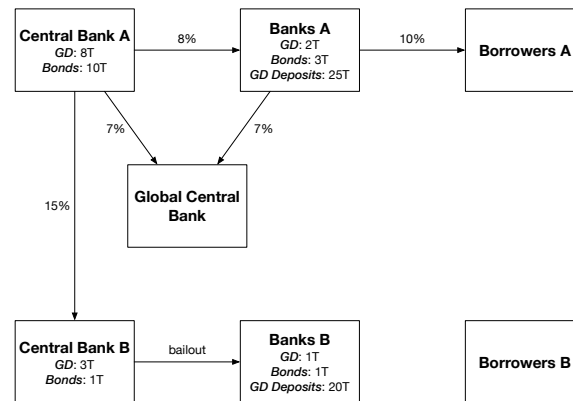 Central Bank A
GD: 8T
Bonds: 10T
8%
Banks A
GD: 2T
Bonds: 3T
GD Deposits: 25T
10%
Borrowers A
7%
7%
Global Central
Bank
15%
Central Bank B
GD: 3T
Bonds: 1T
bailout
Banks B
GD: 1T
Bonds: 1T
GD Deposits: 20T
Borrowers B